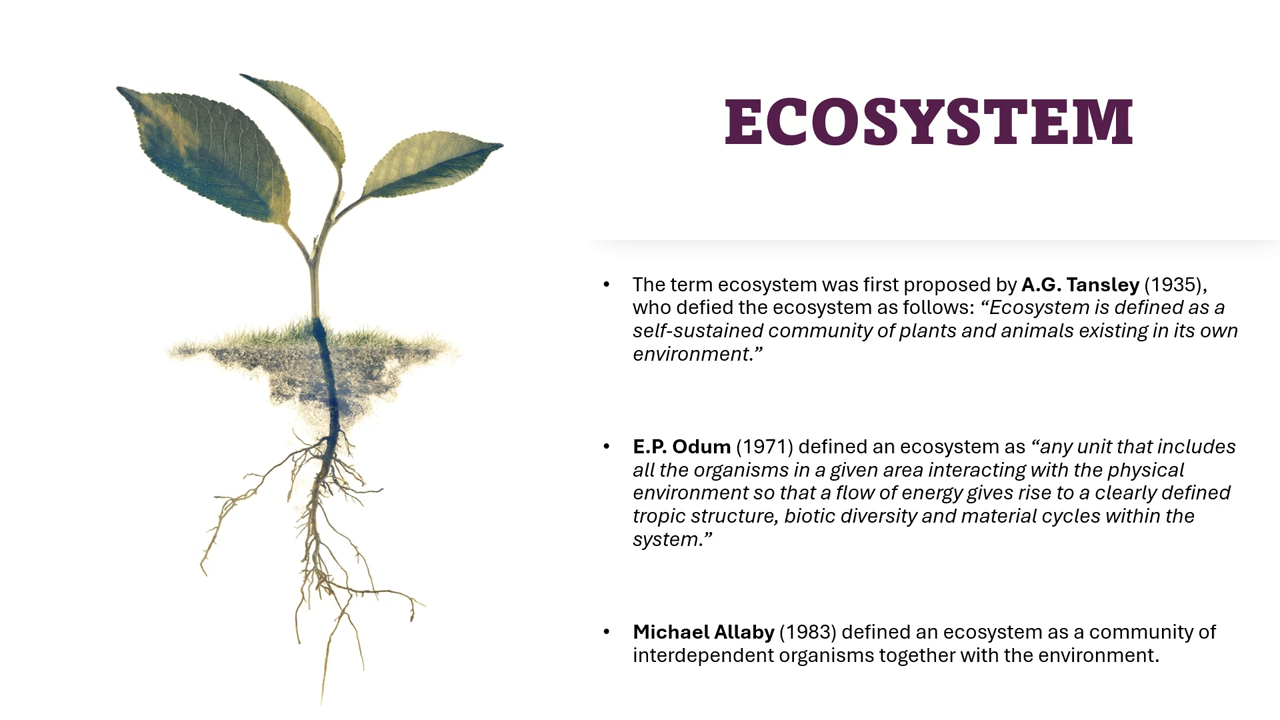 ECOSYSTEM
• The term ecosystem was first proposed by A.G. Tansley (1935),
who defied the ecosystem as follows: “Ecosystem is defined as a
self-sustained community of plants and animals existing in its own
environment.”
• E.P. Odum (1971) defined an ecosystem as “any unit that includes
all the organisms in a given area interacting with the physical
environment so that a flow of energy gives rise to a clearly defined
tropic structure, biotic diversity and material cycles within the
system.”
• Michael Allaby (1983) defined an ecosystem as a community of
interdependent organisms together with the environment.